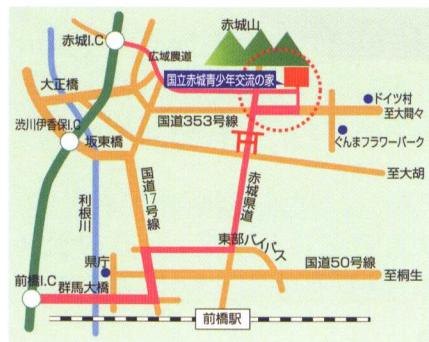 赤城山
赤城I.C
広域農道
国立赤城青少年交流の家
大正橋
ドイツ村
至大間々
国道353号線
渋川伊香保I.C
坂東橋
ぐんまフラワーパーク
至大胡
国道17号線
赤城県道
利根川
東部バイパス
県庁
国道50号線
至桐生
前橋I.C
群馬大橋
前橋駅